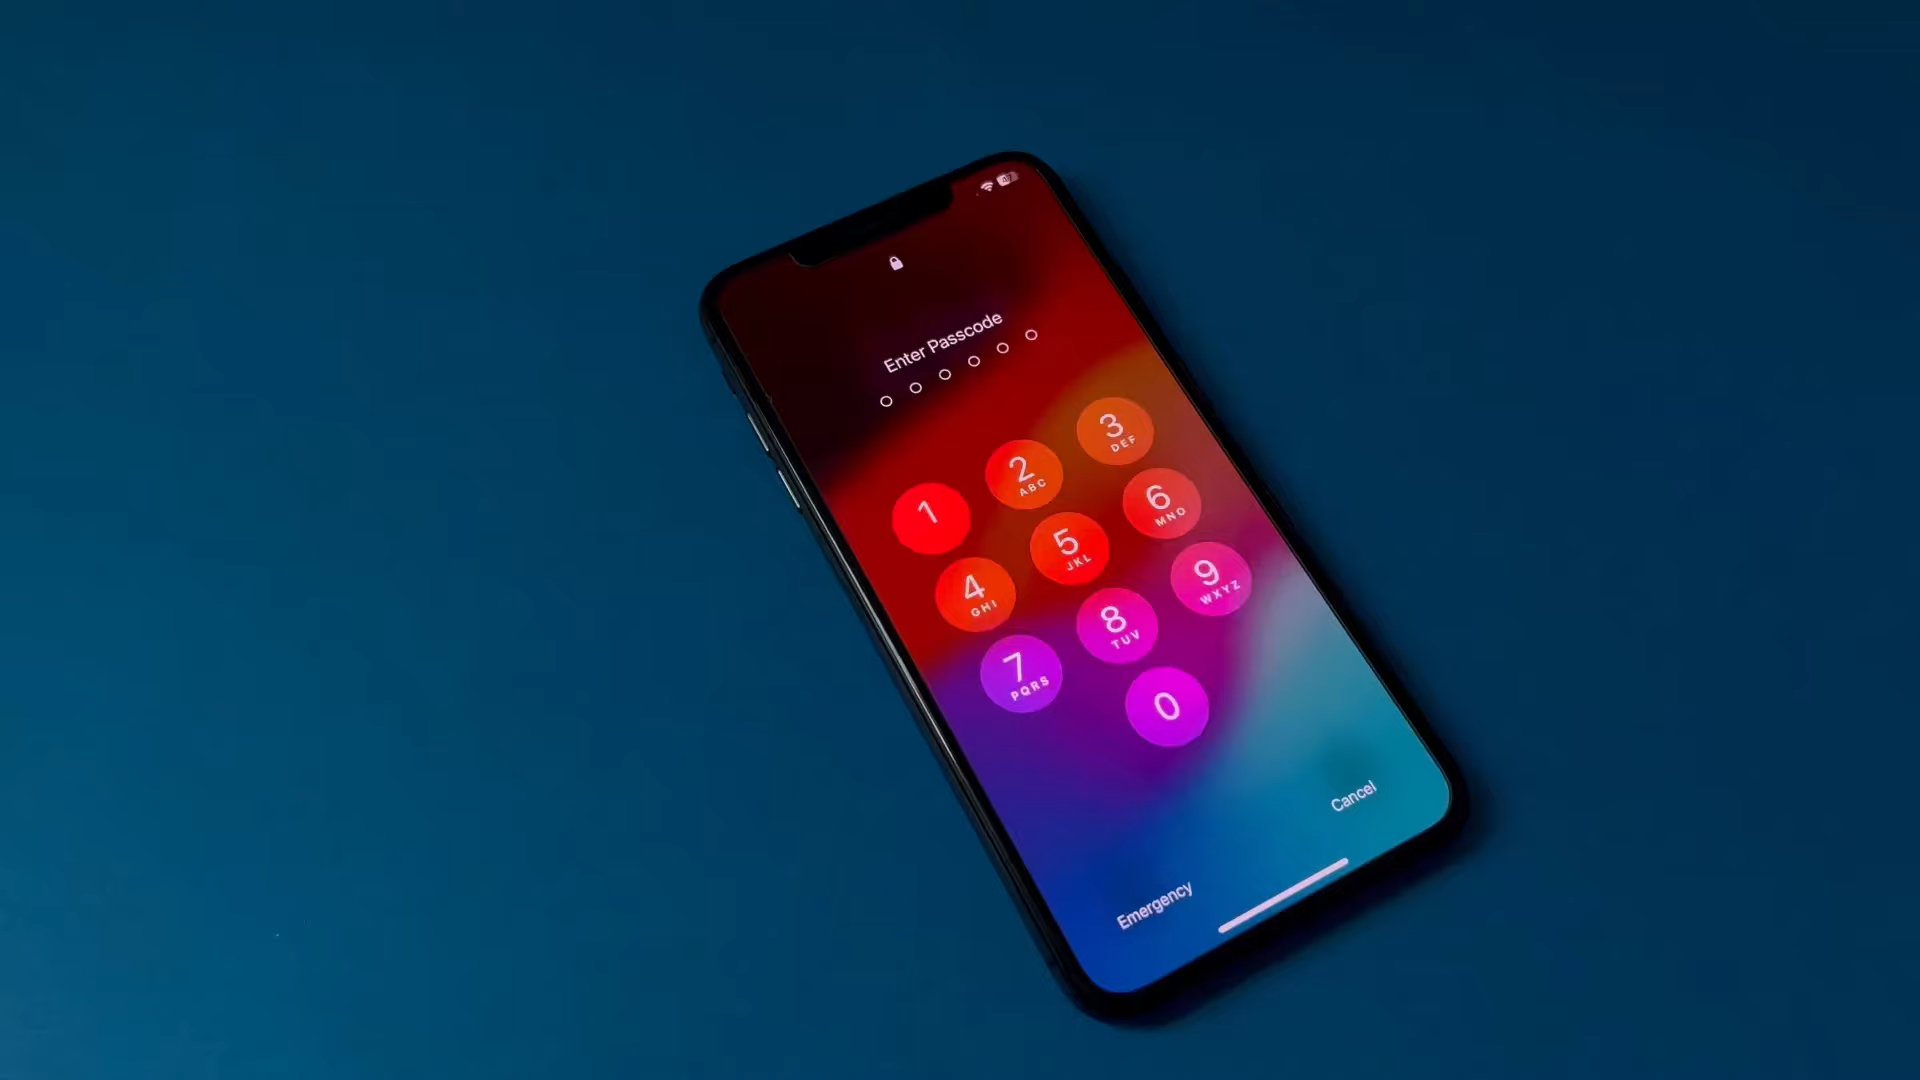 47
Enter Passcode
1
2
ABC
3
DEF
4
GHI
5
JKL
6
MNO
7
PQRS
8
TUV
9
WXYZ
0
Emergency
Cancel